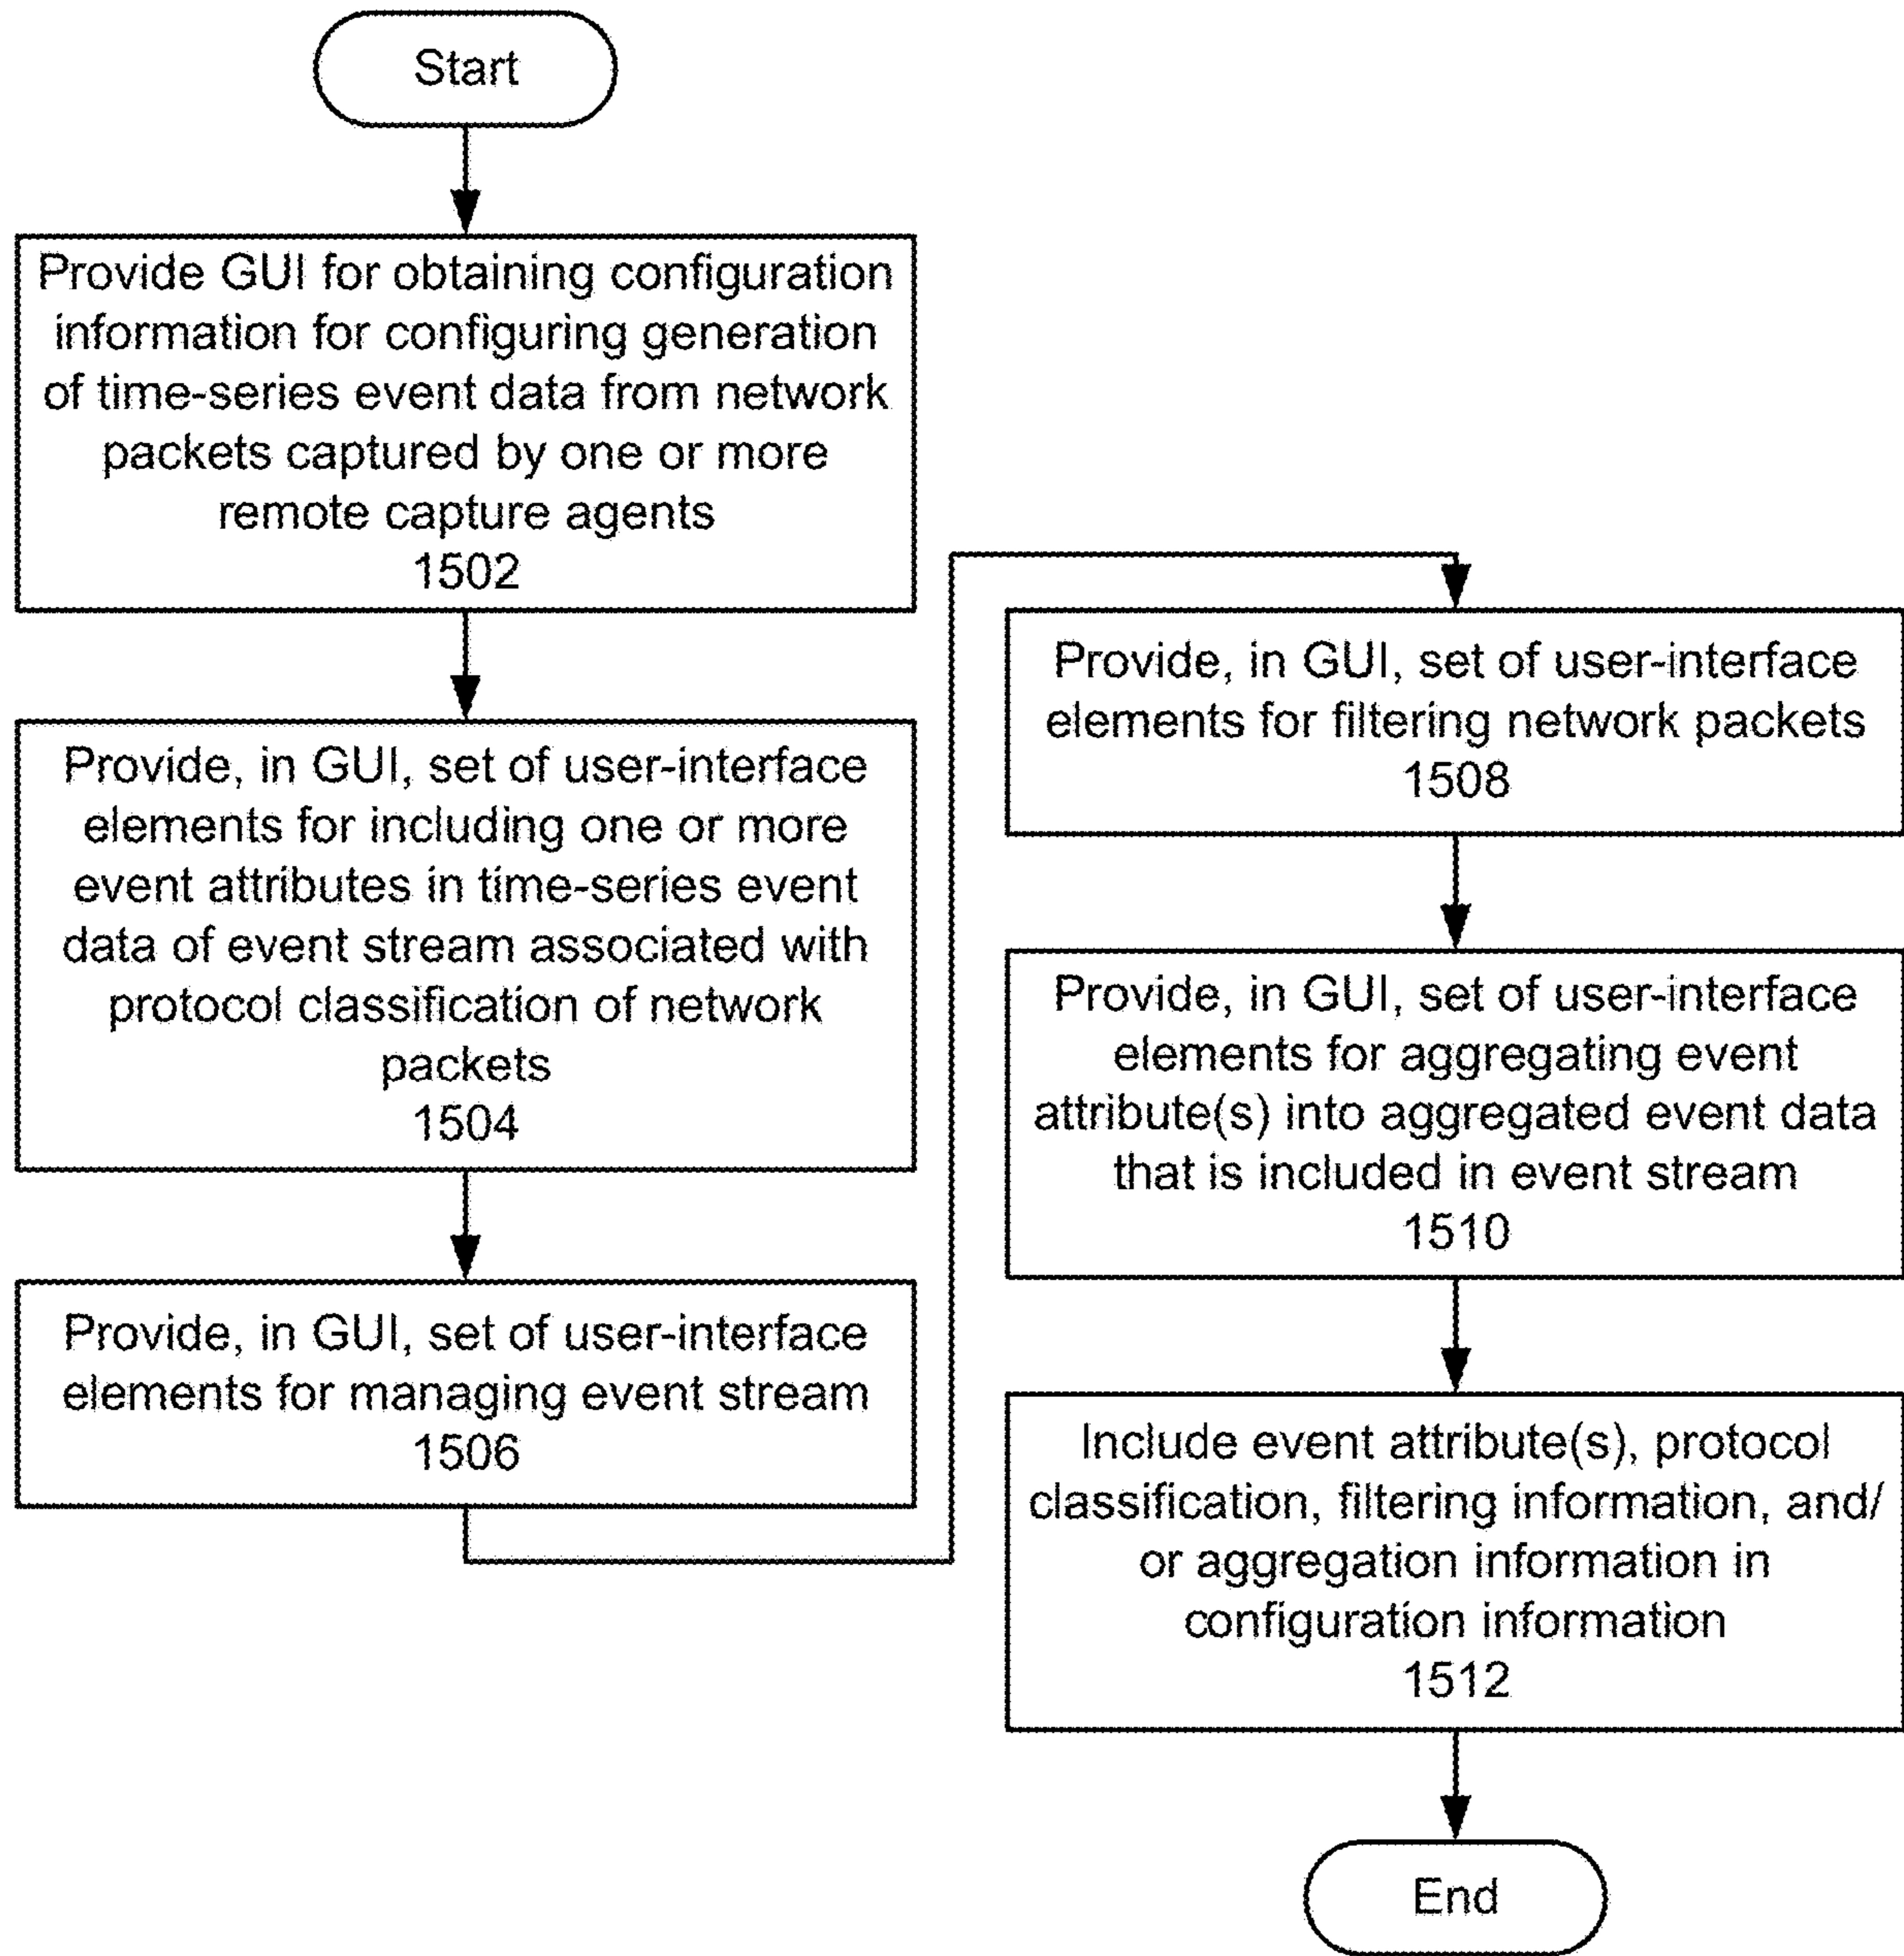 Start
Provide GUI for obtaining configuration
information for configuring generation
of time-series event data from network
packets captured by one or more
remote capture agents
1502
Provide, in GUI, set of user-interface
elements for including one or more
event attributes in time-series event
data of event stream associated with
protocol classification of network
packets
1504
Provide, in GUI, set of user-interface
elements for managing event stream
1506
Provide, in GUI, set of user-interface
elements for filtering network packets
1508
Provide, in GUI, set of user-interface
elements for aggregating event
attribute(s) into aggregated event data
that is included in event stream
1510
Include event attribute(s), protocol
classification, filtering information, and/
or aggregation information in
configuration information
1512
End